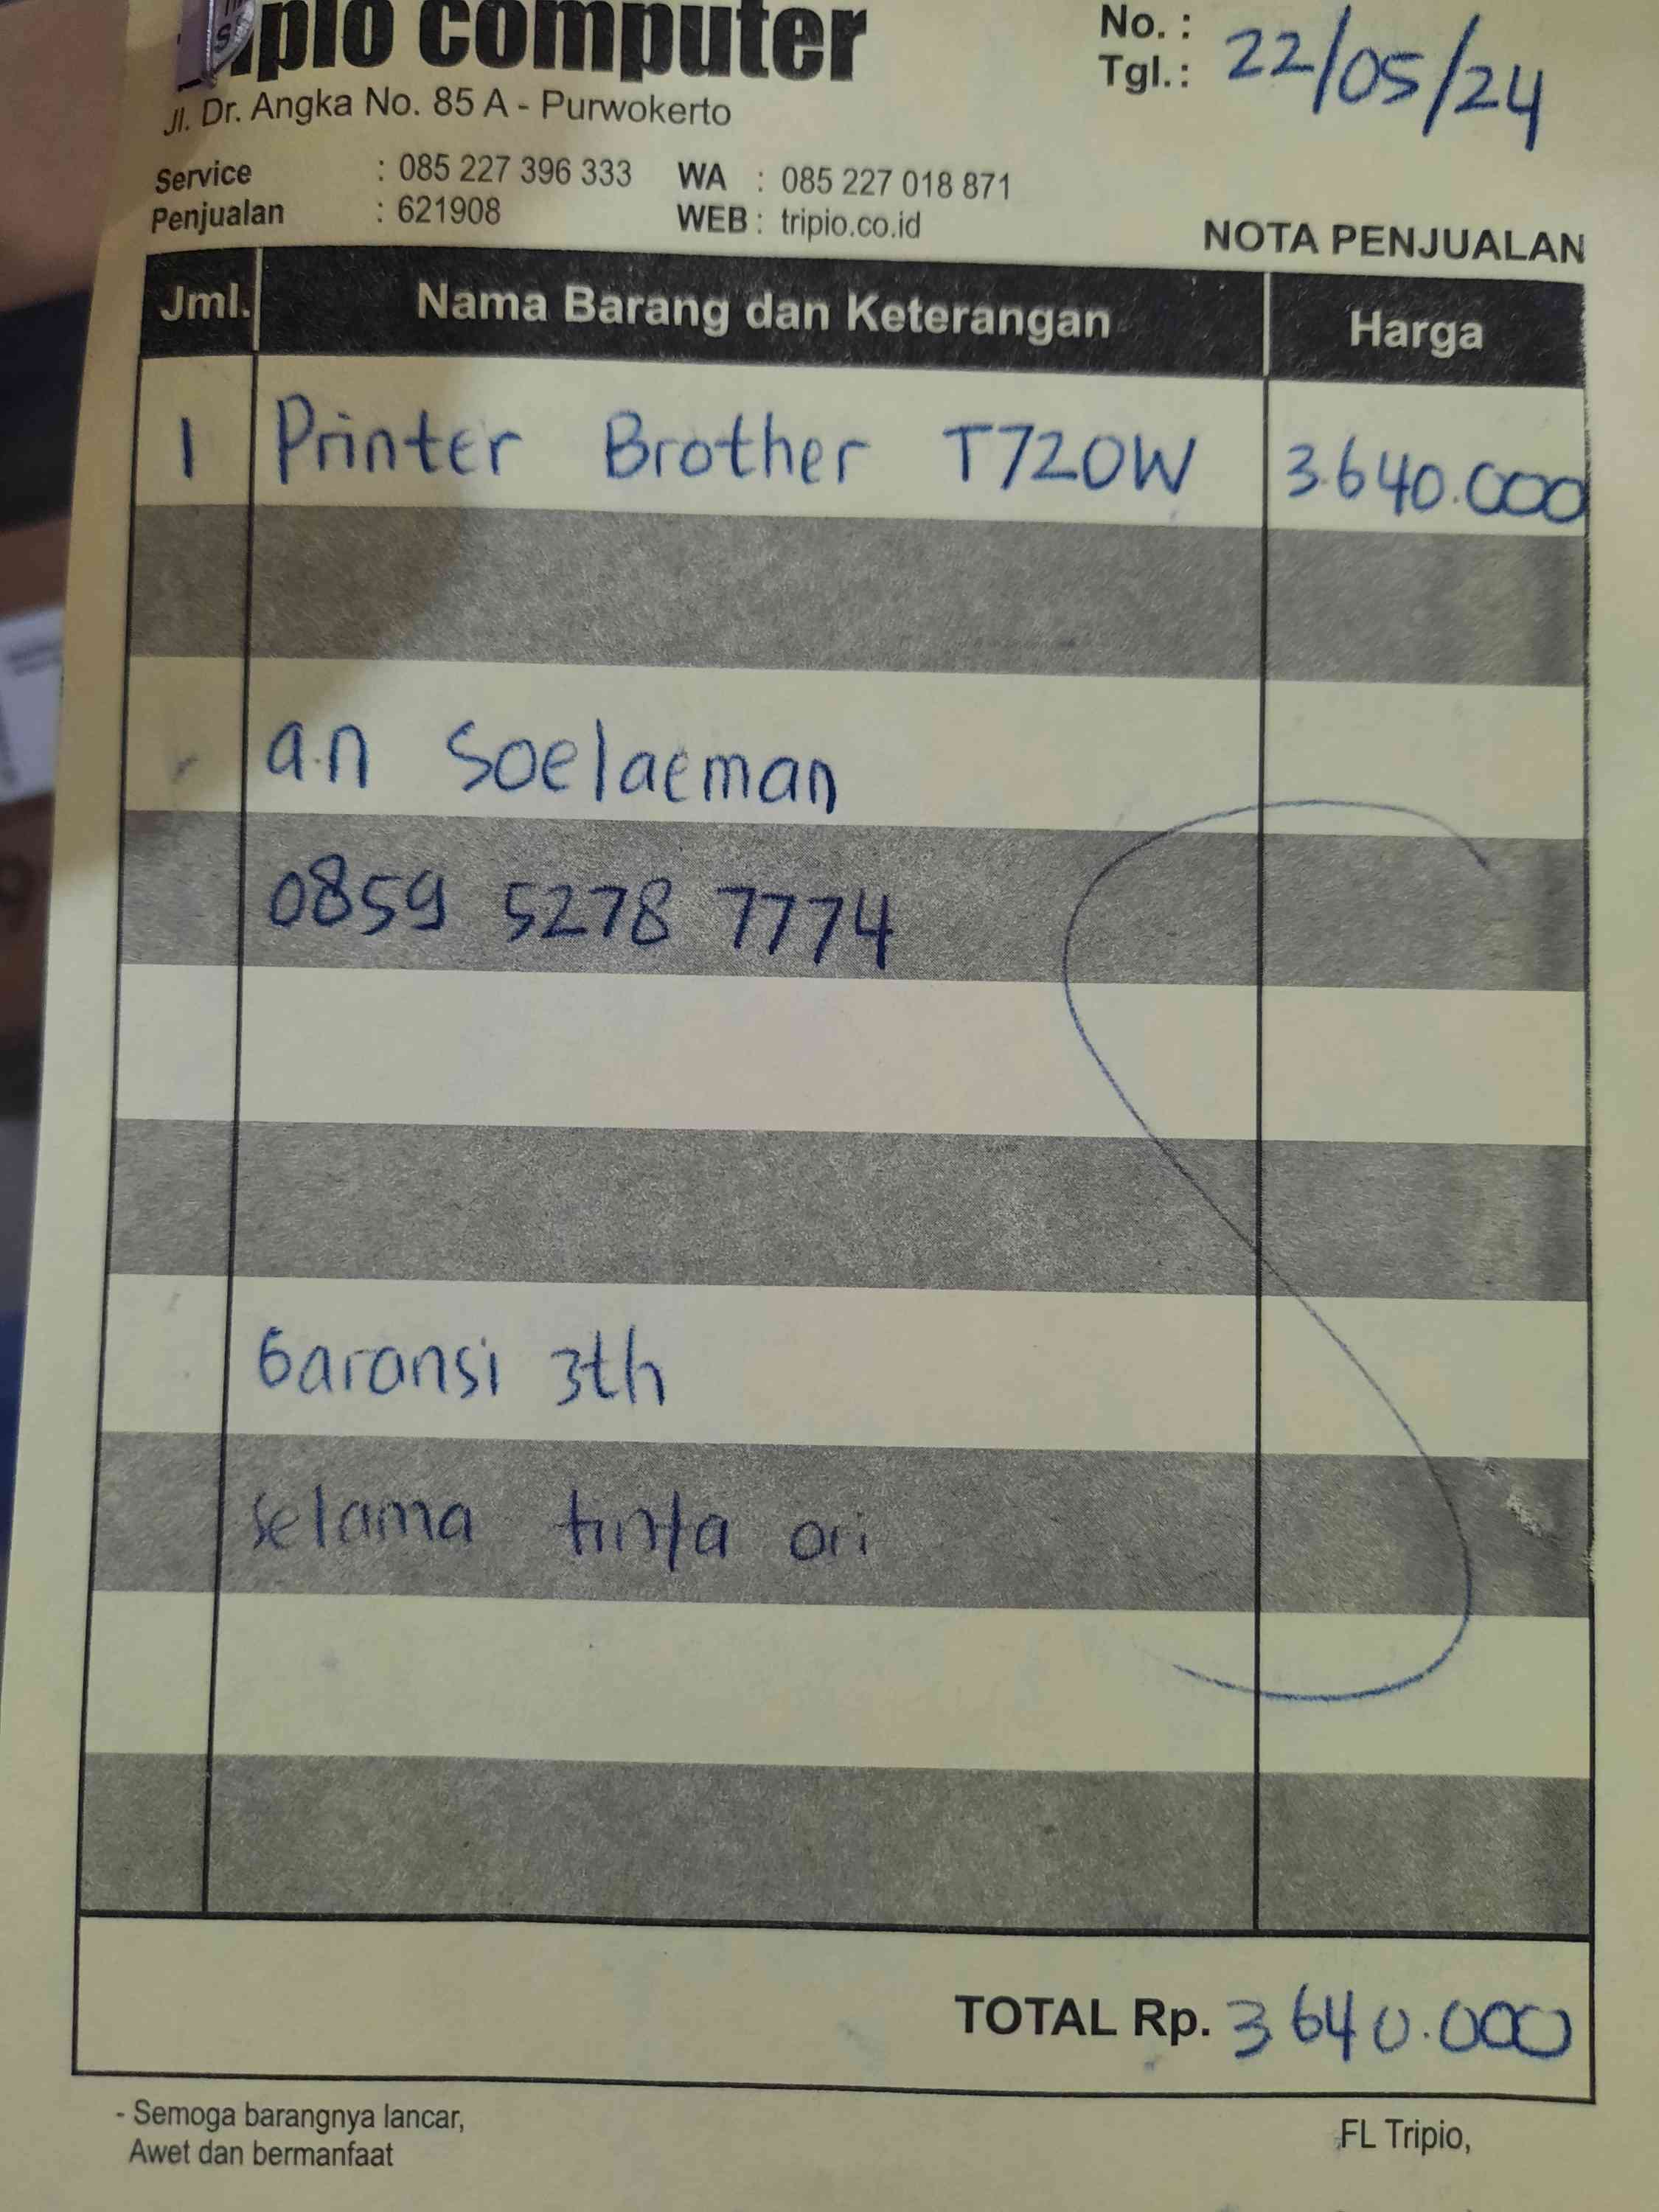 tripio computer
No. :
Tgl. : 22/05/24
Jl. Dr. Angka No. 85 A - Purwokerto
Service : 085 227 396 333 WA : 085 227 018 871
Penjualan : 621908 WEB : tripio.co.id
NOTA PENJUALAN
Jml. Nama Barang dan Keterangan Harga
1 Printer Brother T720W 3.640.000
a.n Soelaeman
0859 5278 7774
Garansi 3th
selama tinta ori
TOTAL Rp. 3.640.000
- Semoga barangnya lancar,
Awet dan bermanfaat
FL Tripio,